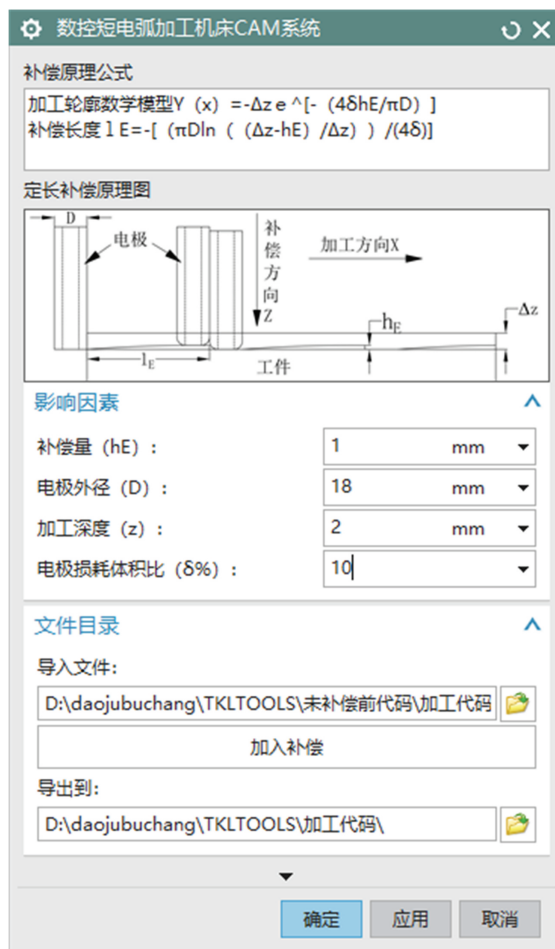 数控短电弧加工机床CAM系统
补偿原理公式
加工轮廓数学模型Y（x）=-Δzｅ^[-（4δhE/πD）]
补偿长度ｌE=-[（πDln（（Δz-hE）/Δz））/(4δ)]
定长补偿原理图
D
电极
补偿方向Z
加工方向X
hE
Δz
lE
工件
影响因素
补偿量（hE）:
1 mm
电极外径（D）:
18 mm
加工深度（z）:
2 mm
电极损耗体积比（δ%）:
10
文件目录
导入文件:
D:\daojubuchang\TKLTOOLS\未补偿前代码\加工代码
加入补偿
导出到:
D:\daojubuchang\TKLTOOLS\加工代码\
确定 应用 取消